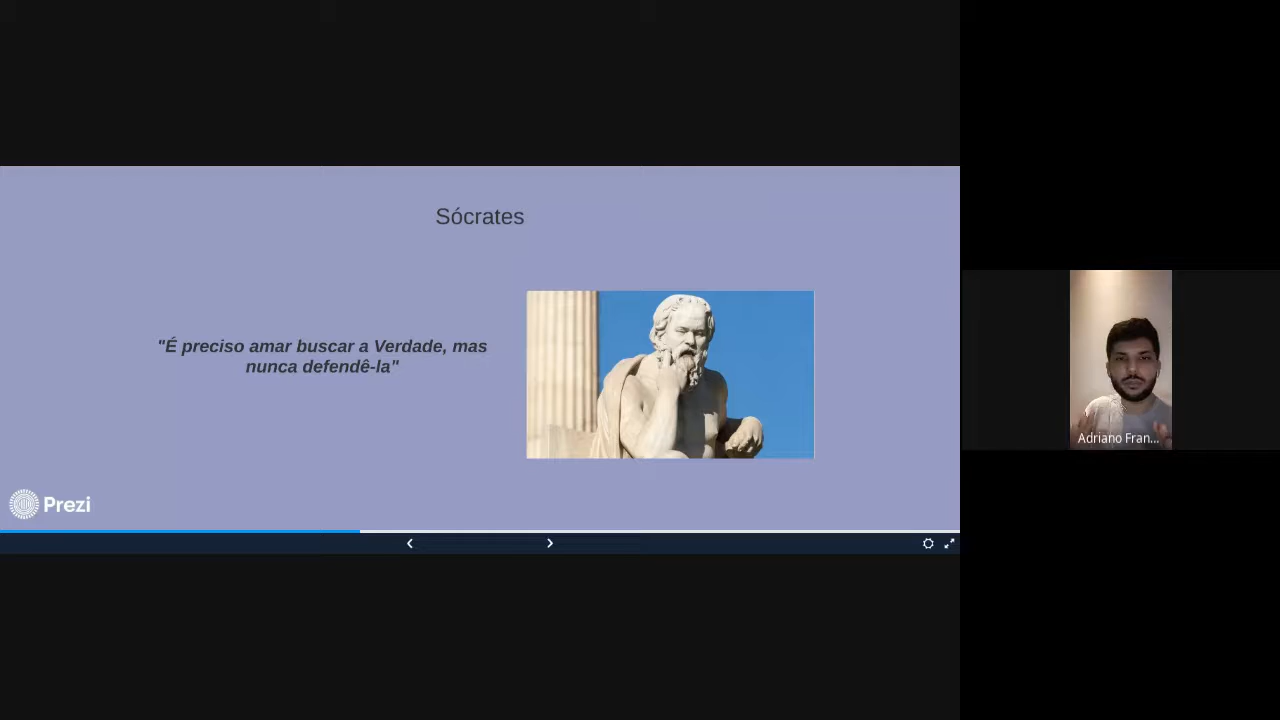 Sócrates
"É preciso amar buscar a Verdade, mas
nunca defendê-la"
Prezi
Adriano Fran...